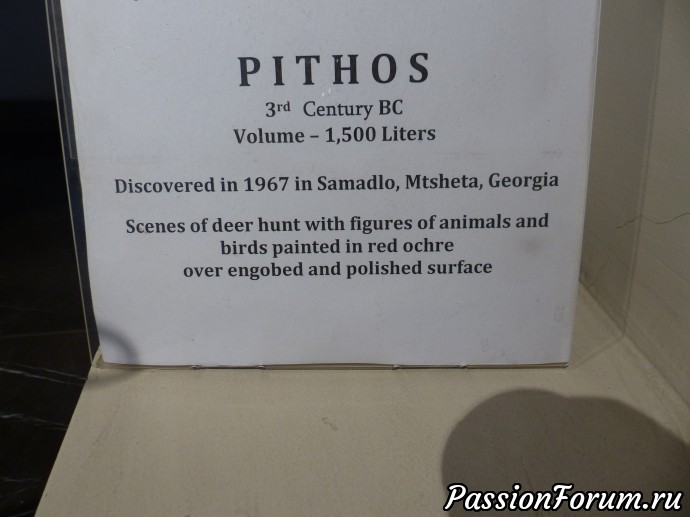 PITHOS
3rd Century BC
Volume – 1,500 Liters
Discovered in 1967 in Samadlo, Mtsheta, Georgia
Scenes of deer hunt with figures of animals and
birds painted in red ochre
over engobed and polished surface
PassionForum.ru